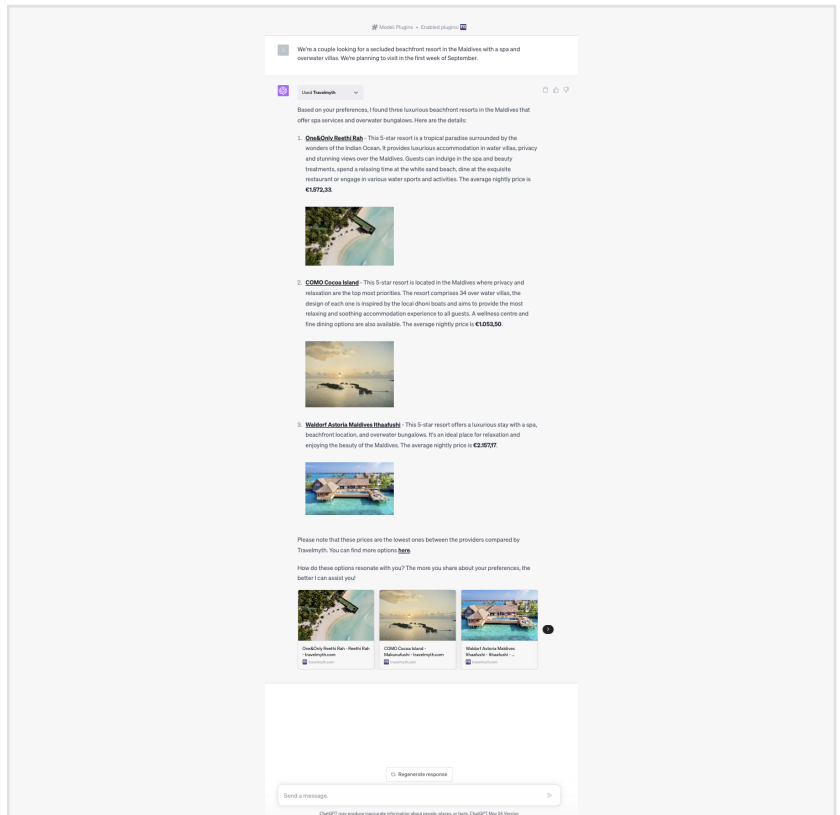 Model: Plugins • Enabled plugins:
We're a couple looking for a secluded beachfront resort in the Maldives with a spa and
overwater villas. We're planning to visit in the first week of September.
Used Travelmyth
Based on your preferences, I found three luxurious beachfront resorts in the Maldives that
offer spa services and overwater bungalows. Here are the details:
1. One&Only Reethi Rah - This 5-star resort is a tropical paradise surrounded by the
wonders of the Indian Ocean. It provides luxurious accommodation in water villas, privacy
and stunning views over the Maldives. Guests can indulge in the spa and beauty
treatments, spend a relaxing time at the white sand beach, dine at the exquisite
restaurant or engage in various water sports and activities. The average nightly price is
€1.572,33.
2. COMO Cocoa Island - This 5-star resort is located in the Maldives where privacy and
relaxation are the top most priorities. The resort comprises 34 over water villas, the
design of each one is inspired by the local dhoni boats and aims to provide the most
relaxing and soothing accommodation experience to all guests. A wellness centre and
fine dining options are also available. The average nightly price is €1.053,50.
3. Waldorf Astoria Maldives Ithaafushi - This 5-star resort offers a luxurious stay with a spa,
beachfront location, and overwater bungalows. It's an ideal place for relaxation and
enjoying the beauty of the Maldives. The average nightly price is €2.157,17.
Please note that these prices are the lowest ones between the providers compared by
Travelmyth. You can find more options here.
How do these options resonate with you? The more you share about your preferences, the
better I can assist you!
One&Only Reethi Rah - Reethi Rah
- travelmyth.com
travelmyth.com
COMO Cocoa Island -
Makunufushi - travelmyth.com
travelmyth.com
Waldorf Astoria Maldives
Ithaafushi - Ithaafushi - ...
travelmyth.com
Regenerate response
Send a message.
ChatGPT may produce inaccurate information about people, places, or facts. ChatGPT May 24 Version